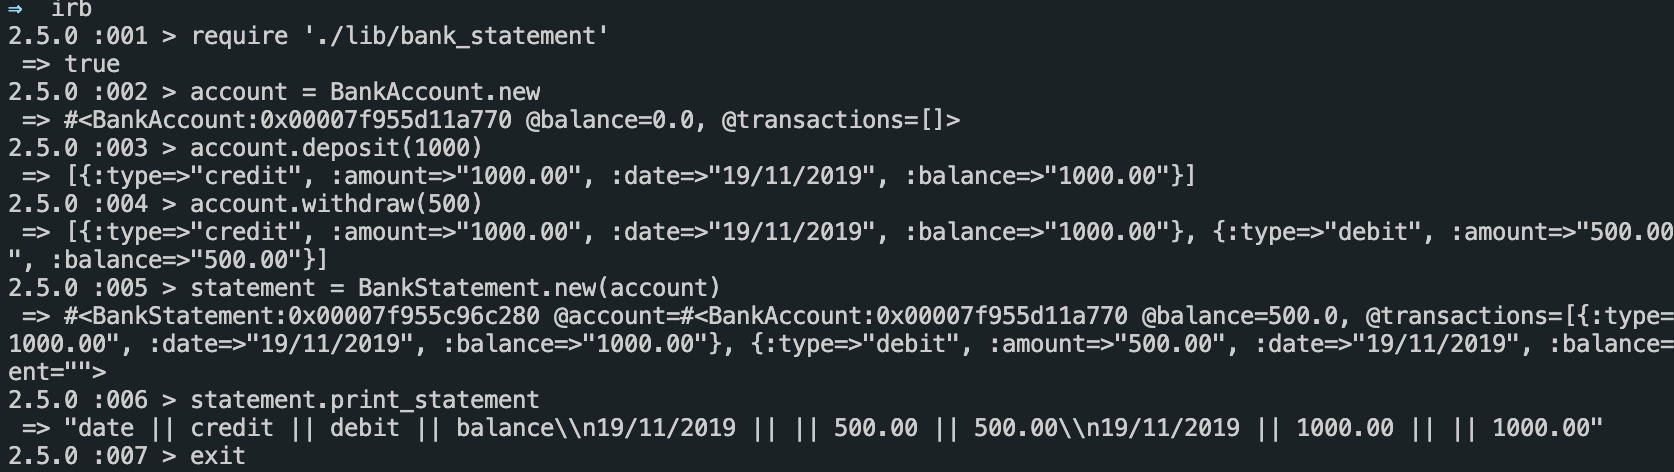 ⇒ irb
2.5.0 :001 > require './lib/bank_statement'
=> true
2.5.0 :002 > account = BankAccount.new
=> #<BankAccount:0x00007f955d11a770 @balance=0.0, @transactions=[]>
2.5.0 :003 > account.deposit(1000)
=> [{:type=>"credit", :amount=>"1000.00", :date=>"19/11/2019", :balance=>"1000.00"}]
2.5.0 :004 > account.withdraw(500)
=> [{:type=>"credit", :amount=>"1000.00", :date=>"19/11/2019", :balance=>"1000.00"}, {:type=>"debit", :amount=>"500.00
", :balance=>"500.00"}]
2.5.0 :005 > statement = BankStatement.new(account)
=> #<BankStatement:0x00007f955c96c280 @account=#<BankAccount:0x00007f955d11a770 @balance=500.0, @transactions=[{:type=
1000.00", :date=>"19/11/2019", :balance=>"1000.00"}, {:type=>"debit", :amount=>"500.00", :date=>"19/11/2019", :balance=
ent="">
2.5.0 :006 > statement.print_statement
=> "date || credit || debit || balance\\n19/11/2019 || || 500.00 || 500.00\\n19/11/2019 || 1000.00 || || 1000.00"
2.5.0 :007 > exit